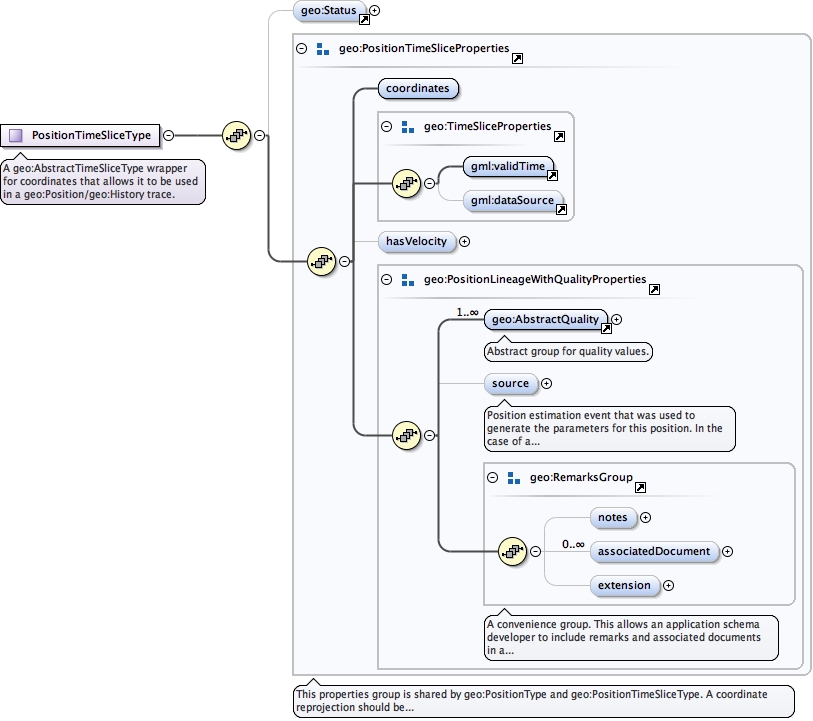 geo:Status
geo:PositionTimeSliceProperties
coordinates
geo:TimeSliceProperties
PositionTimeSliceType
A geo:AbstractTimeSliceType wrapper
for coordinates that allows it to be used
in a geo:Position/geo:History trace.
gml:validTime
gml:dataSource
hasVelocity
geo:PositionLineageWithQualityProperties
1..∞
geo:AbstractQuality
Abstract group for quality values.
source
Position estimation event that was used to
generate the parameters for this position. In the
case of a...
geo:RemarksGroup
notes
0..∞
associatedDocument
extension
A convenience group. This allows an application schema
developer to include remarks and associated documents
in a...
This properties group is shared by geo:PositionType and geo:PositionTimeSliceType. A coordinate
reprojection should be...